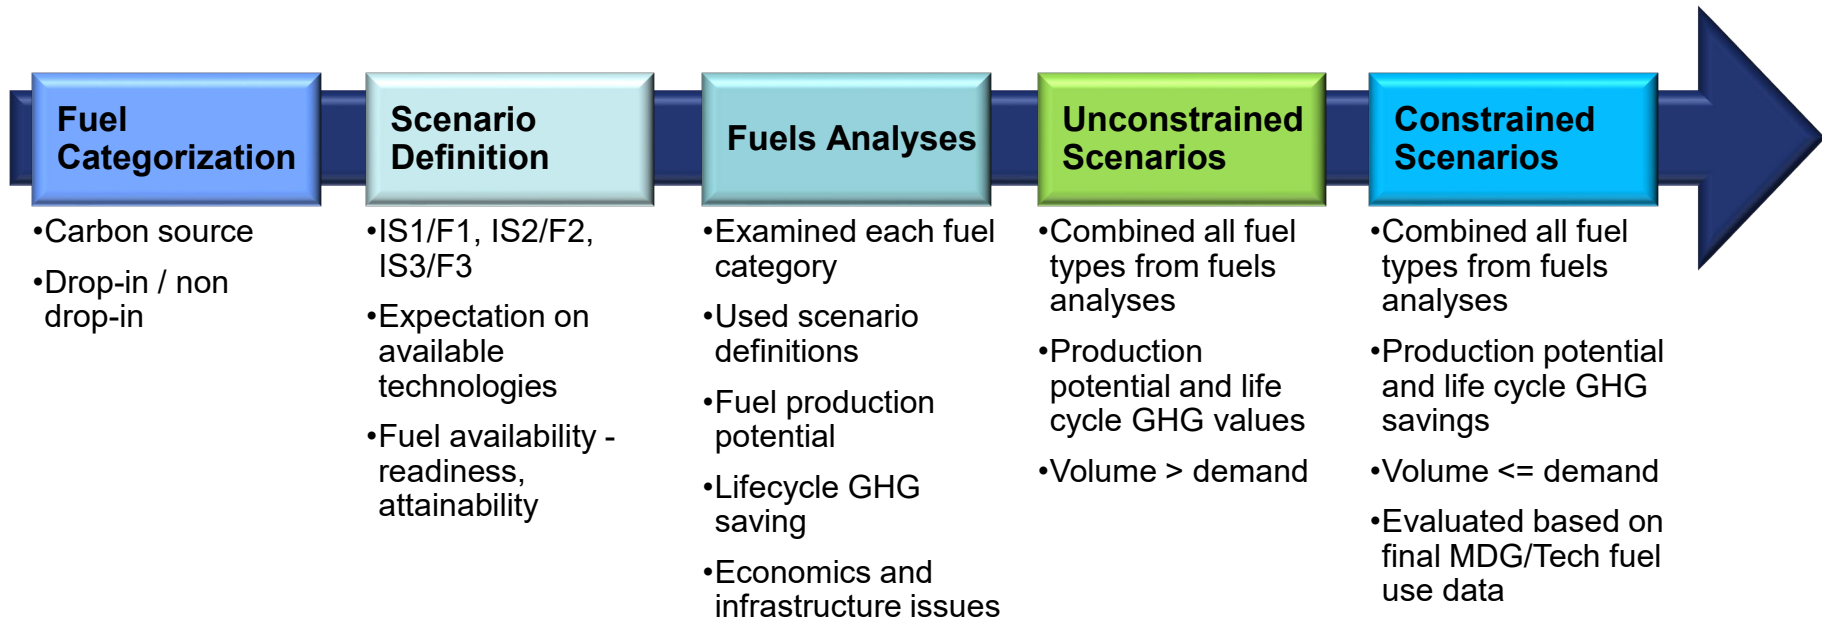 Fuel
Categorization
•Carbon source
•Drop-in / non
drop-in
Scenario
Definition
•IS1/F1, IS2/F2,
IS3/F3
•Expectation on
available
technologies
•Fuel availability -
readiness,
attainability
Fuels Analyses
•Examined each fuel
category
•Used scenario
definitions
•Fuel production
potential
•Lifecycle GHG
saving
•Economics and
infrastructure issues
Unconstrained
Scenarios
•Combined all fuel
types from fuels
analyses
•Production
potential and life
cycle GHG values
•Volume > demand
Constrained
Scenarios
•Combined all fuel
types from fuels
analyses
•Production potential
and life cycle GHG
savings
•Volume <= demand
•Evaluated based on
final MDG/Tech fuel
use data